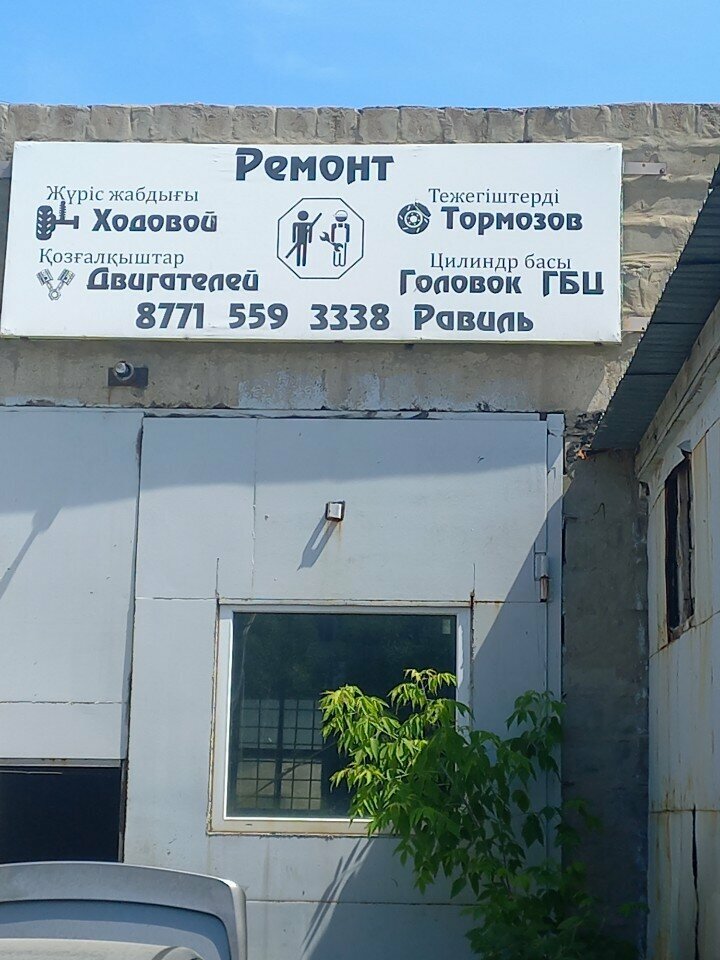 Ремонт
Жүріс жабдығы
Ходовой
Қозғалқыштар
Двигателей
Тежегіштерді
Тормозов
Цилиндр басы
Головок ГБЦ
8771 559 3338 Равиль